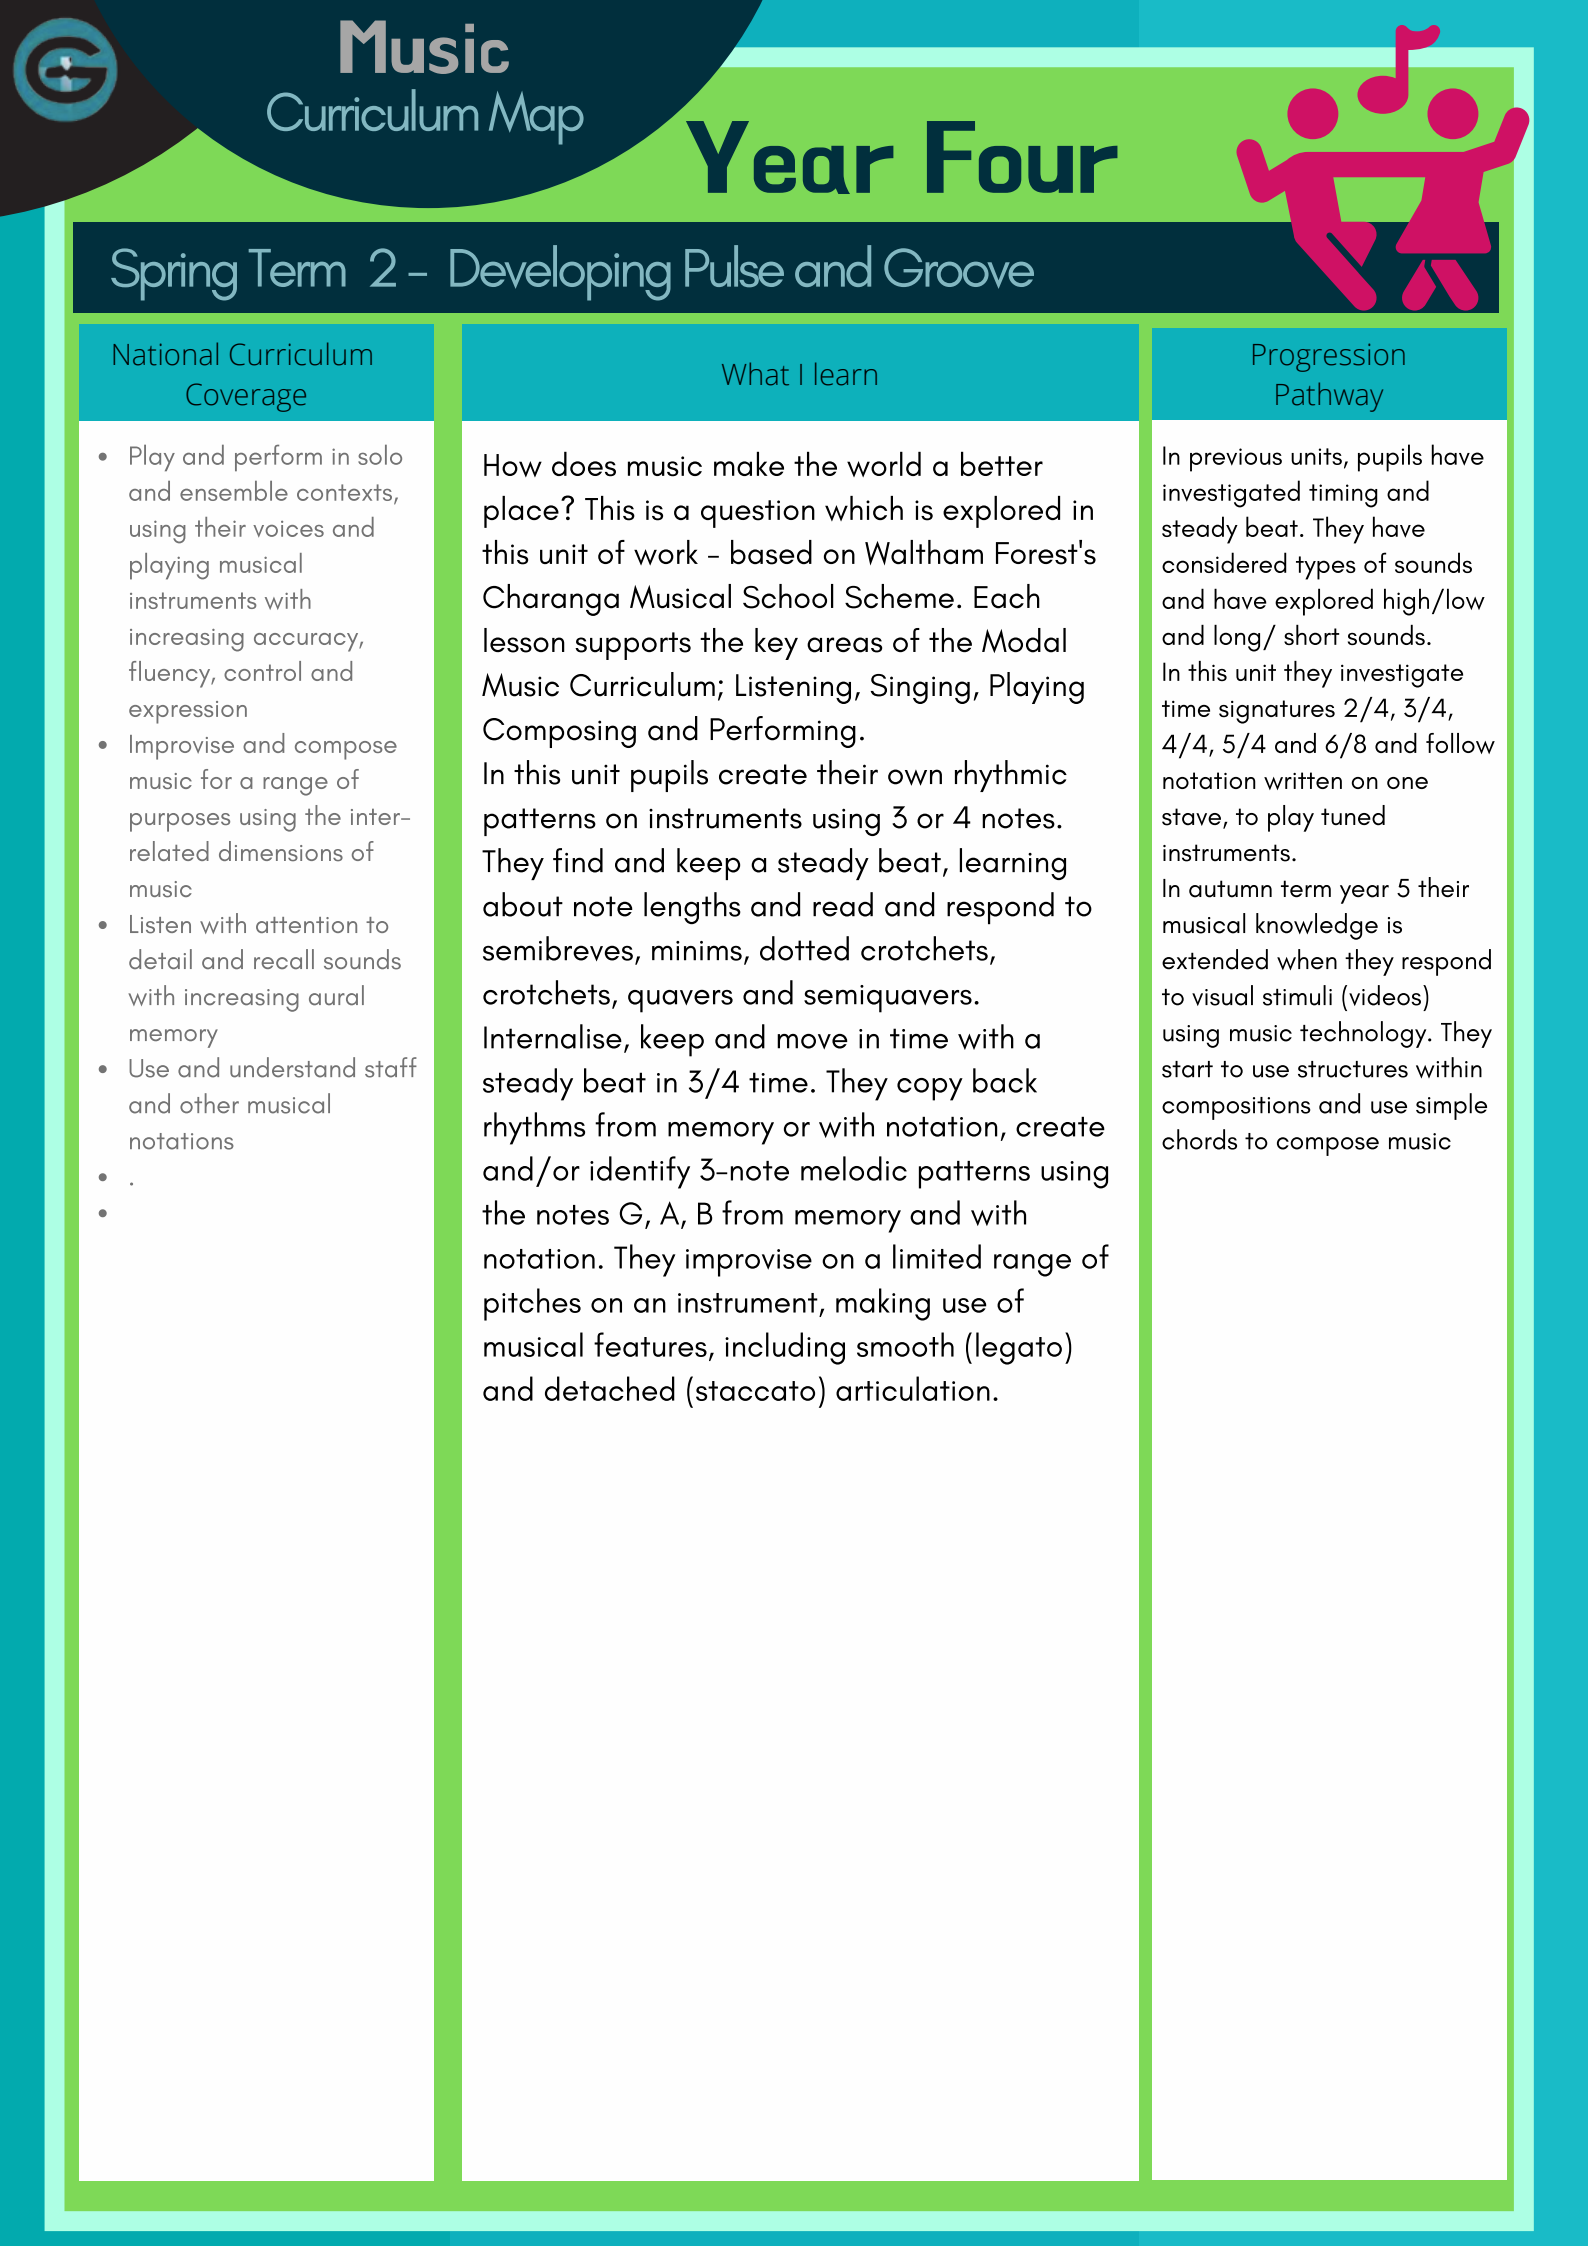 Music
Curriculum Map
Year Four
Spring Term 2 - Developing Pulse and Groove
National Curriculum
Coverage
• Play and perform in solo
and ensemble contexts,
using their voices and
playing musical
instruments with
increasing accuracy,
fluency, control and
expression
• Improvise and compose
music for a range of
purposes using the inter-
related dimensions of
music
• Listen with attention to
detail and recall sounds
with increasing aural
memory
• Use and understand staff
and other musical
notations
• .
•
What I learn
How does music make the world a better
place? This is a question which is explored in
this unit of work - based on Waltham Forest's
Charanga Musical School Scheme. Each
lesson supports the key areas of the Modal
Music Curriculum; Listening, Singing, Playing
Composing and Performing.
In this unit pupils create their own rhythmic
patterns on instruments using 3 or 4 notes.
They find and keep a steady beat, learning
about note lengths and read and respond to
semibreves, minims, dotted crotchets,
crotchets, quavers and semiquavers.
Internalise, keep and move in time with a
steady beat in 3/4 time. They copy back
rhythms from memory or with notation, create
and/or identify 3-note melodic patterns using
the notes G, A, B from memory and with
notation. They improvise on a limited range of
pitches on an instrument, making use of
musical features, including smooth (legato)
and detached (staccato) articulation.
Progression
Pathway
In previous units, pupils have
investigated timing and
steady beat. They have
considered types of sounds
and have explored high/low
and long/ short sounds.
In this unit they investigate
time signatures 2/4, 3/4,
4/4, 5/4 and 6/8 and follow
notation written on one
stave, to play tuned
instruments.
In autumn term year 5 their
musical knowledge is
extended when they respond
to visual stimuli (videos)
using music technology. They
start to use structures within
compositions and use simple
chords to compose music